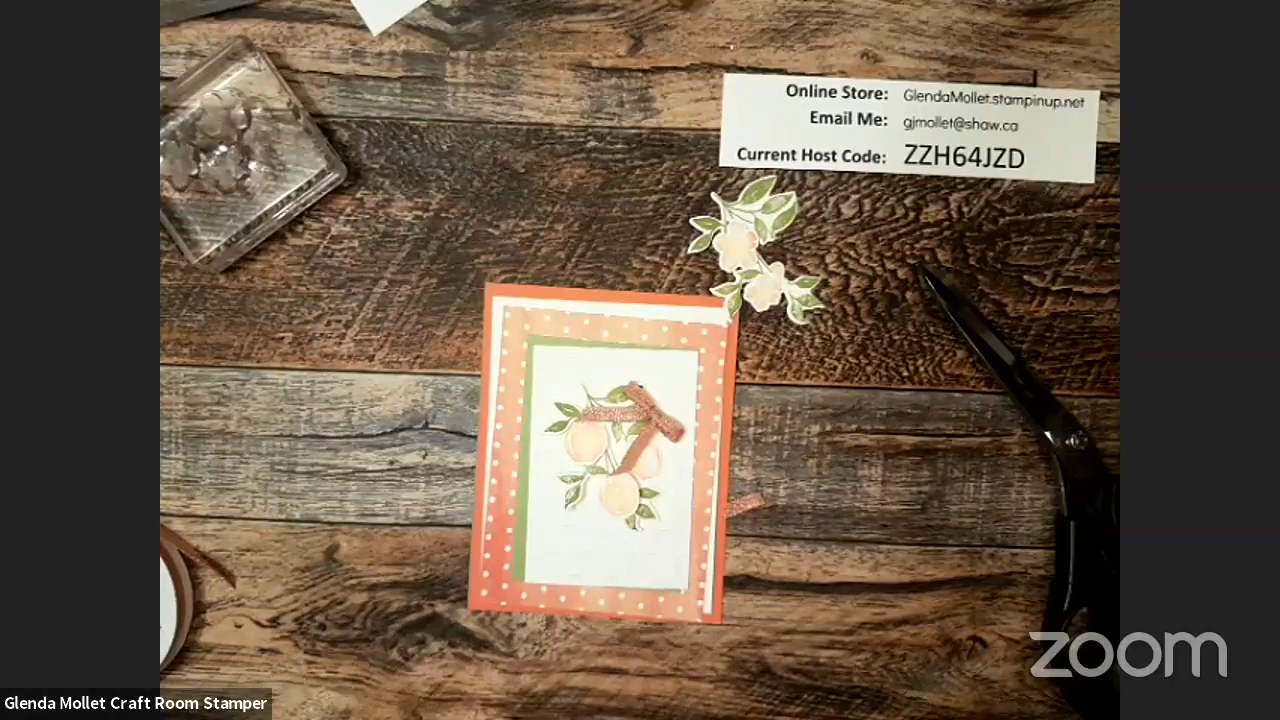 Online Store: GlendaMollet.stampinup.net
Email Me: gjmollet@shaw.ca
Current Host Code: ZZH64JZD
zoom
Glenda Mollet Craft Room Stamper